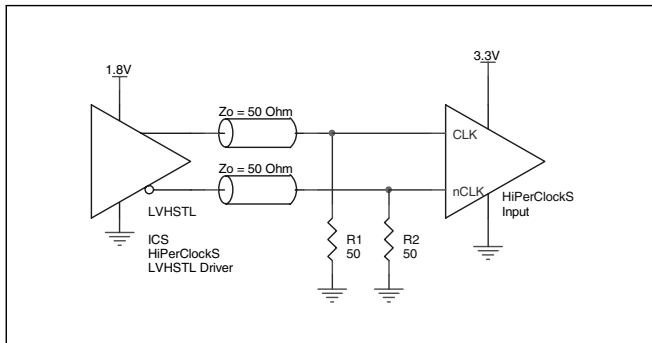 1.8V
3.3V
Zo = 50 Ohm
CLK
Zo = 50 Ohm
nCLK
HiPerClockS
Input
LVHSTL
ICS
HiPerClockS
LVHSTL Driver
R1
50
R2
50